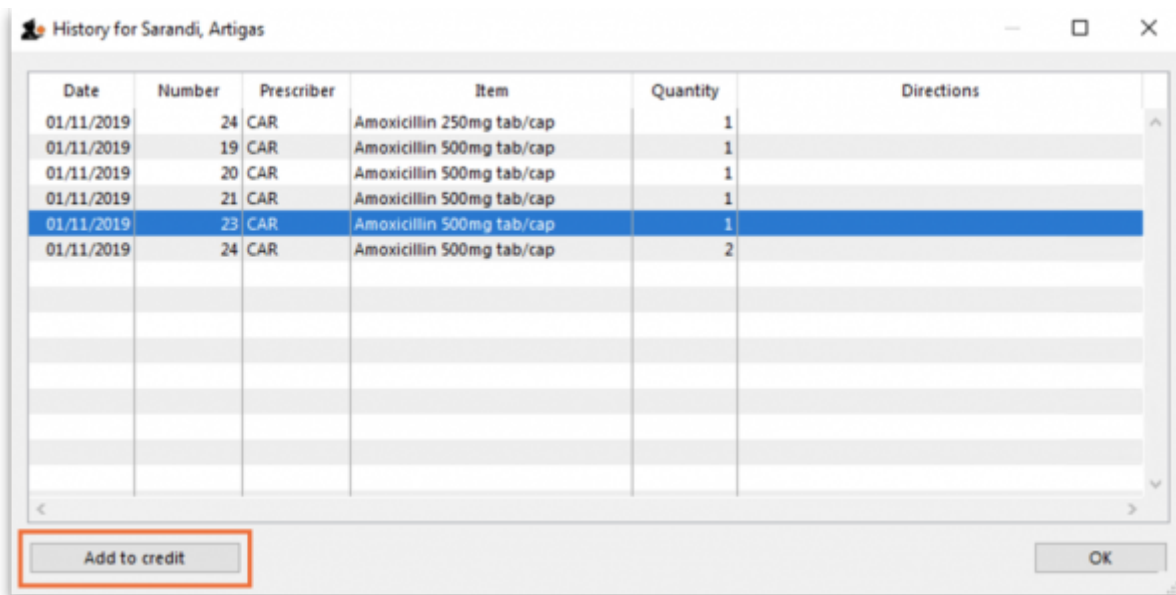 History for Sarandi, Artigas
Date Number Prescriber Item Quantity Directions
01/11/2019 24 CAR Amoxicillin 250mg tab/cap 1
01/11/2019 19 CAR Amoxicillin 500mg tab/cap 1
01/11/2019 20 CAR Amoxicillin 500mg tab/cap 1
01/11/2019 21 CAR Amoxicillin 500mg tab/cap 1
01/11/2019 23 CAR Amoxicillin 500mg tab/cap 1
01/11/2019 24 CAR Amoxicillin 500mg tab/cap 2
Add to credit OK